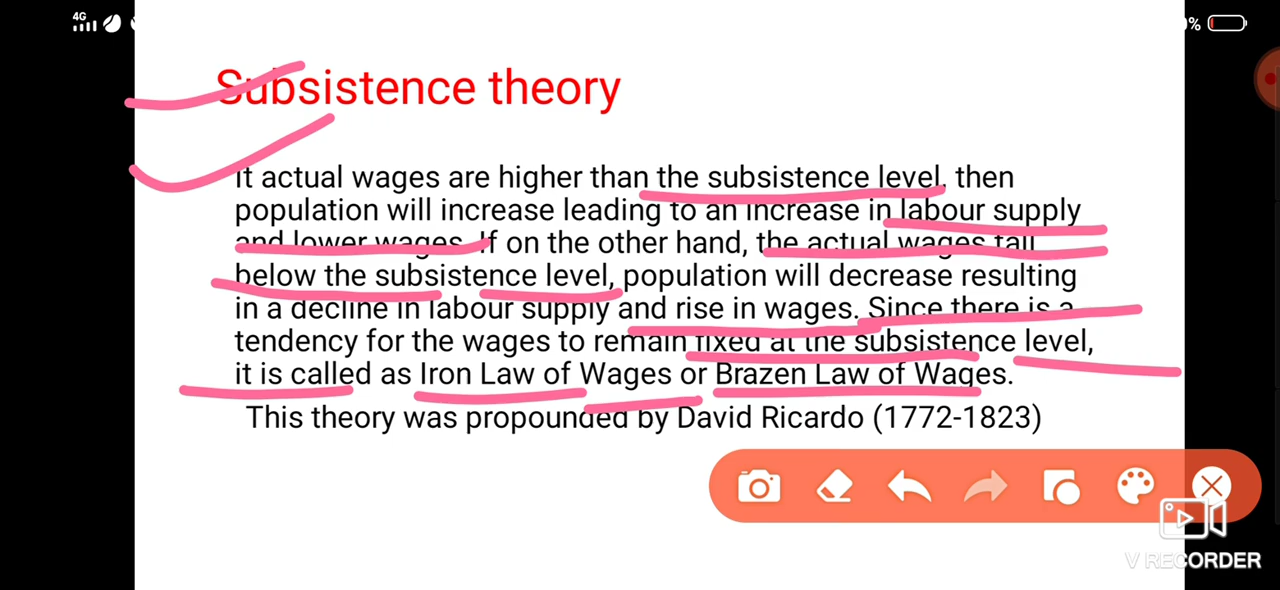 4G
%
Subsistence theory
If actual wages are higher than the subsistence level, then
population will increase leading to an increase in labour supply
and lower wages. If on the other hand, the actual wages fall
below the subsistence level, population will decrease resulting
in a decline in labour supply and rise in wages. Since there is a
tendency for the wages to remain fixed at the subsistence level,
it is called as Iron Law of Wages or Brazen Law of Wages.
This theory was propounded by David Ricardo (1772-1823)
V RECORDER